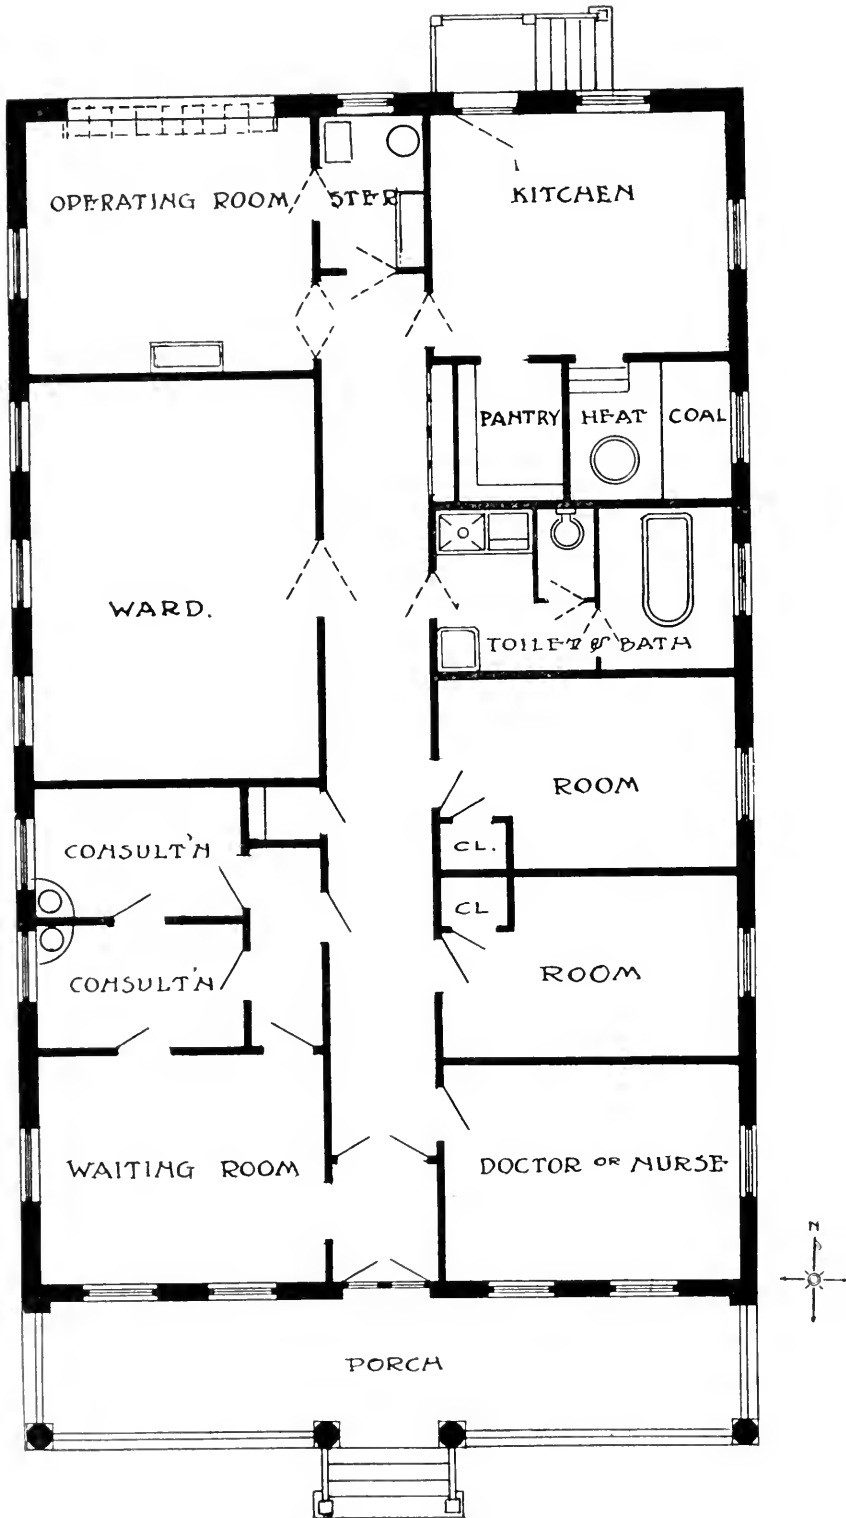 OPERATING ROOM
STER
KITCHEN
PANTRY
HEAT
COAL
WARD.
TOILET & BATH
ROOM
CONSULT'N
CL.
CL
ROOM
CONSULT'N
WAITING ROOM
DOCTOR OR NURSE
N
PORCH